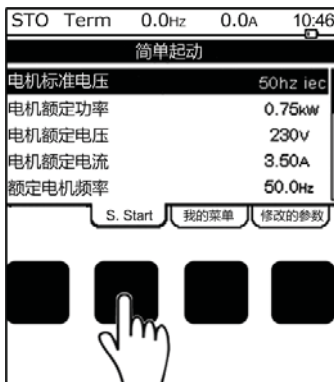 STO Term 0.0Hz 0.0A 10:46
简单起动
电机标准电压 50hz iec
电机额定功率 0.75kW
电机额定电压 230V
电机额定电流 3.50A
额定电机频率 50.0Hz
S. Start 我的菜单 修改的参数